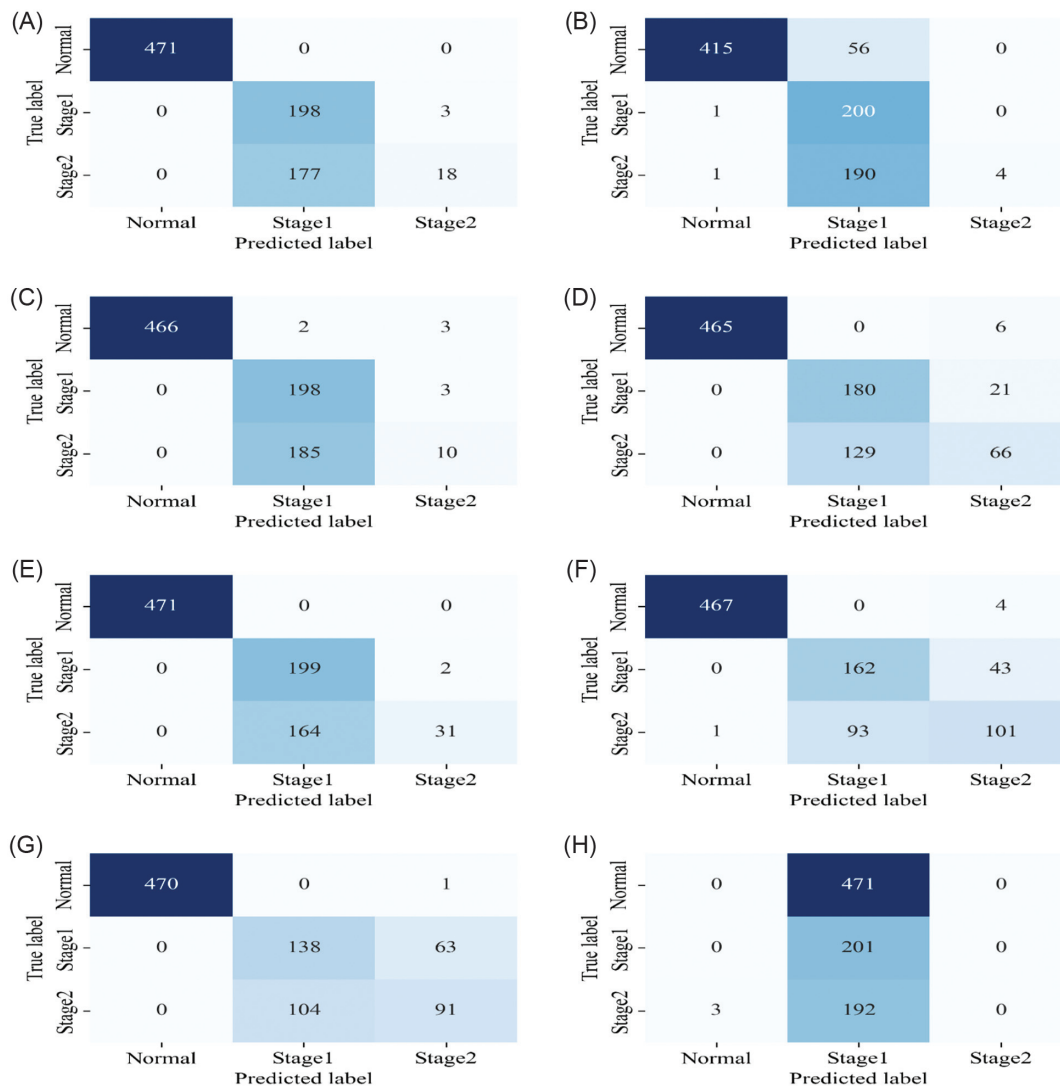 (A)
Normal 471 0 0
True label
Stage1 0 198 3
Stage2 0 177 18
Normal Stage1 Stage2
Predicted label
(B)
Normal 415 56 0
True label
Stage1 1 200 0
Stage2 1 190 4
Normal Stage1 Stage2
Predicted label
(C)
Normal 466 2 3
True label
Stage1 0 198 3
Stage2 0 185 10
Normal Stage1 Stage2
Predicted label
(D)
Normal 465 0 6
True label
Stage1 0 180 21
Stage2 0 129 66
Normal Stage1 Stage2
Predicted label
(E)
Normal 471 0 0
True label
Stage1 0 199 2
Stage2 0 164 31
Normal Stage1 Stage2
Predicted label
(F)
Normal 467 0 4
True label
Stage1 0 162 43
Stage2 1 93 101
Normal Stage1 Stage2
Predicted label
(G)
Normal 470 0 1
True label
Stage1 0 138 63
Stage2 0 104 91
Normal Stage1 Stage2
Predicted label
(H)
Normal 0 471 0
True label
Stage1 0 201 0
Stage2 3 192 0
Normal Stage1 Stage2
Predicted label